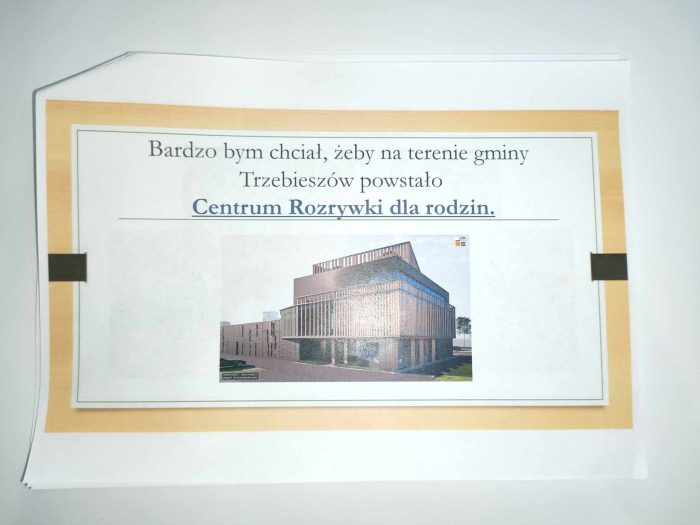 Bardzo bym chciał, żeby na terenie gminy
Trzebieszów powstało
Centrum Rozrywki dla rodzin.